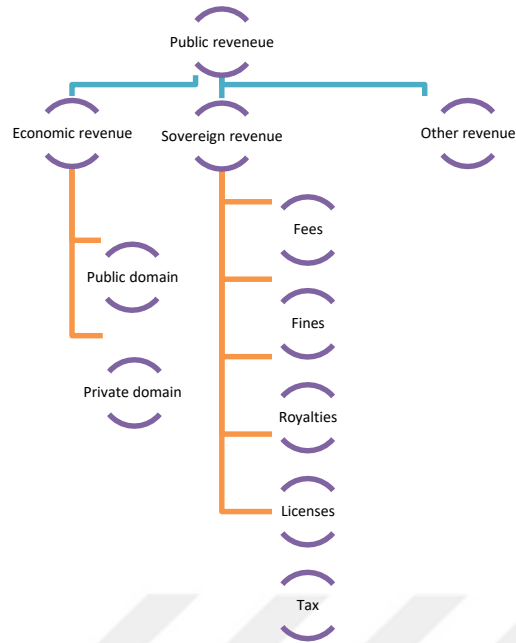 Public reveneue
Economic revenue
Sovereign revenue
Other revenue
Fees
Public domain
Fines
Private domain
Royalties
Licenses
Tax